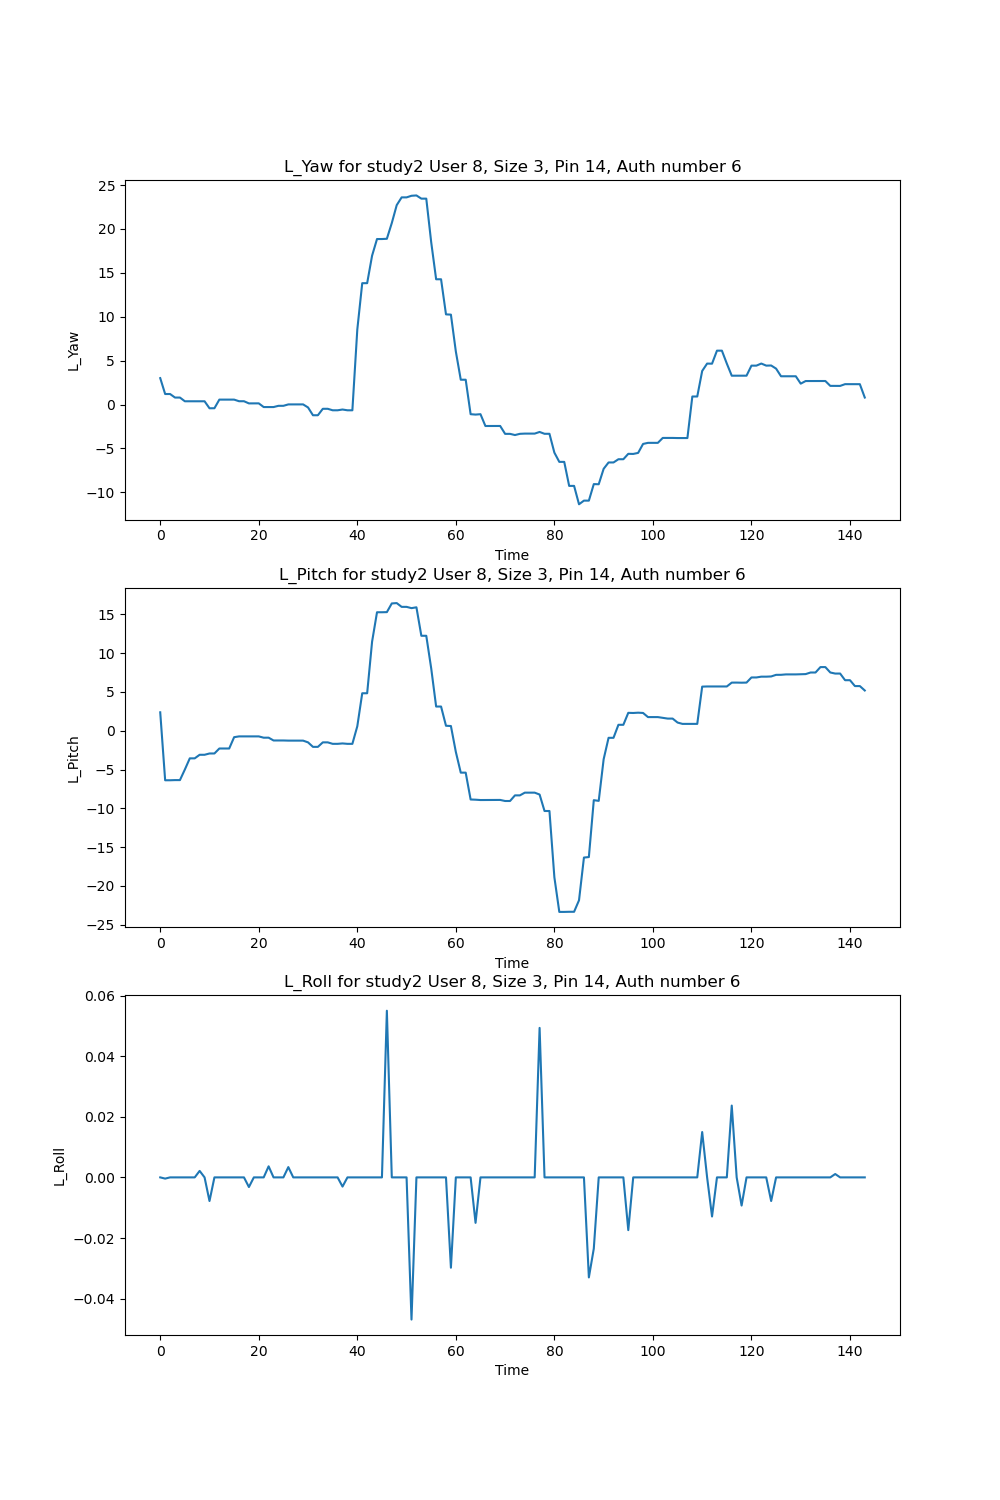 L_Yaw for study2 User 8, Size 3, Pin 14, Auth number 6
25
20
15
10
5
0
−5
−10
L_Yaw
0 20 40 60 80 100 120 140
Time
L_Pitch for study2 User 8, Size 3, Pin 14, Auth number 6
15
10
5
0
−5
−10
−15
−20
−25
L_Pitch
0 20 40 60 80 100 120 140
Time
L_Roll for study2 User 8, Size 3, Pin 14, Auth number 6
0.06
0.04
0.02
0.00
−0.02
−0.04
L_Roll
0 20 40 60 80 100 120 140
Time